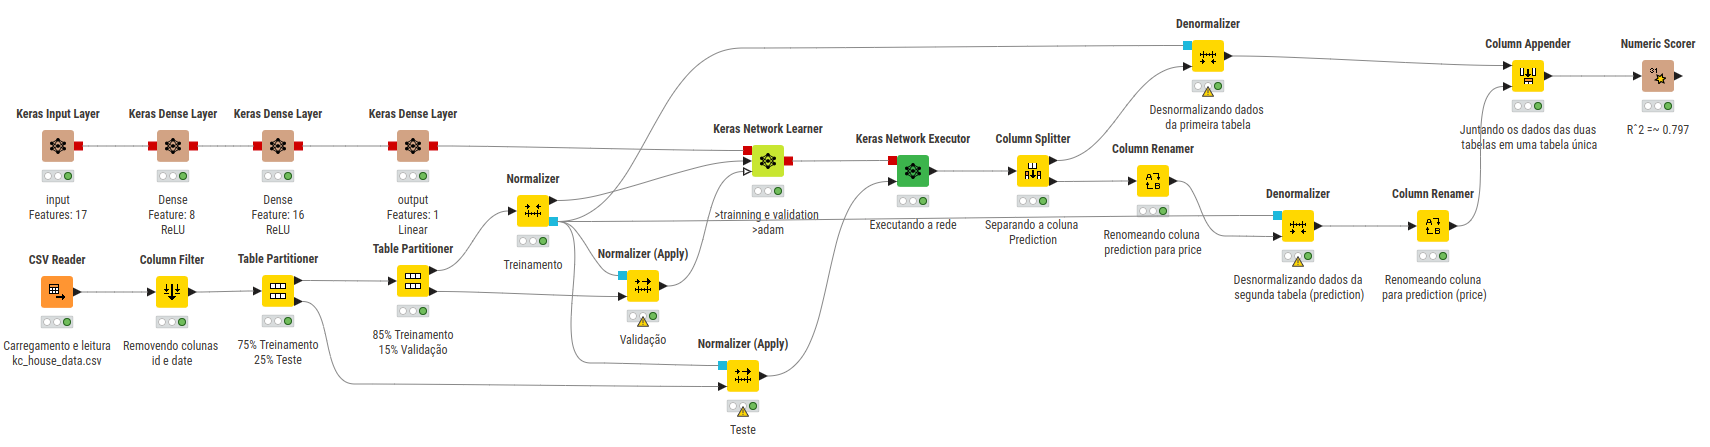 Denormalizer
Desnormalizando dados
da primeira tabela
Column Appender
Juntando os dados das duas
tabelas em uma tabela única
Numeric Scorer
R^2 =~ 0.797
Keras Input Layer
input
Features: 17
Keras Dense Layer
Dense
Feature: 8
ReLU
Keras Dense Layer
Dense
Feature: 16
ReLU
Keras Dense Layer
output
Features: 1
Linear
Keras Network Learner
>trainning e validation
>adam
Keras Network Executor
Executando a rede
Column Splitter
Separando a coluna
Prediction
Column Renamer
Renomeando coluna
prediction para price
Normalizer
Treinamento
Denormalizer
Desnormalizando dados da
segunda tabela (prediction)
Column Renamer
Renomeando coluna
para prediction (price)
CSV Reader
Carregamento e leitura
kc_house_data.csv
Column Filter
Removendo colunas
id e date
Table Partitioner
75% Treinamento
25% Teste
Table Partitioner
85% Treinamento
15% Validação
Normalizer (Apply)
Validação
Normalizer (Apply)
Teste